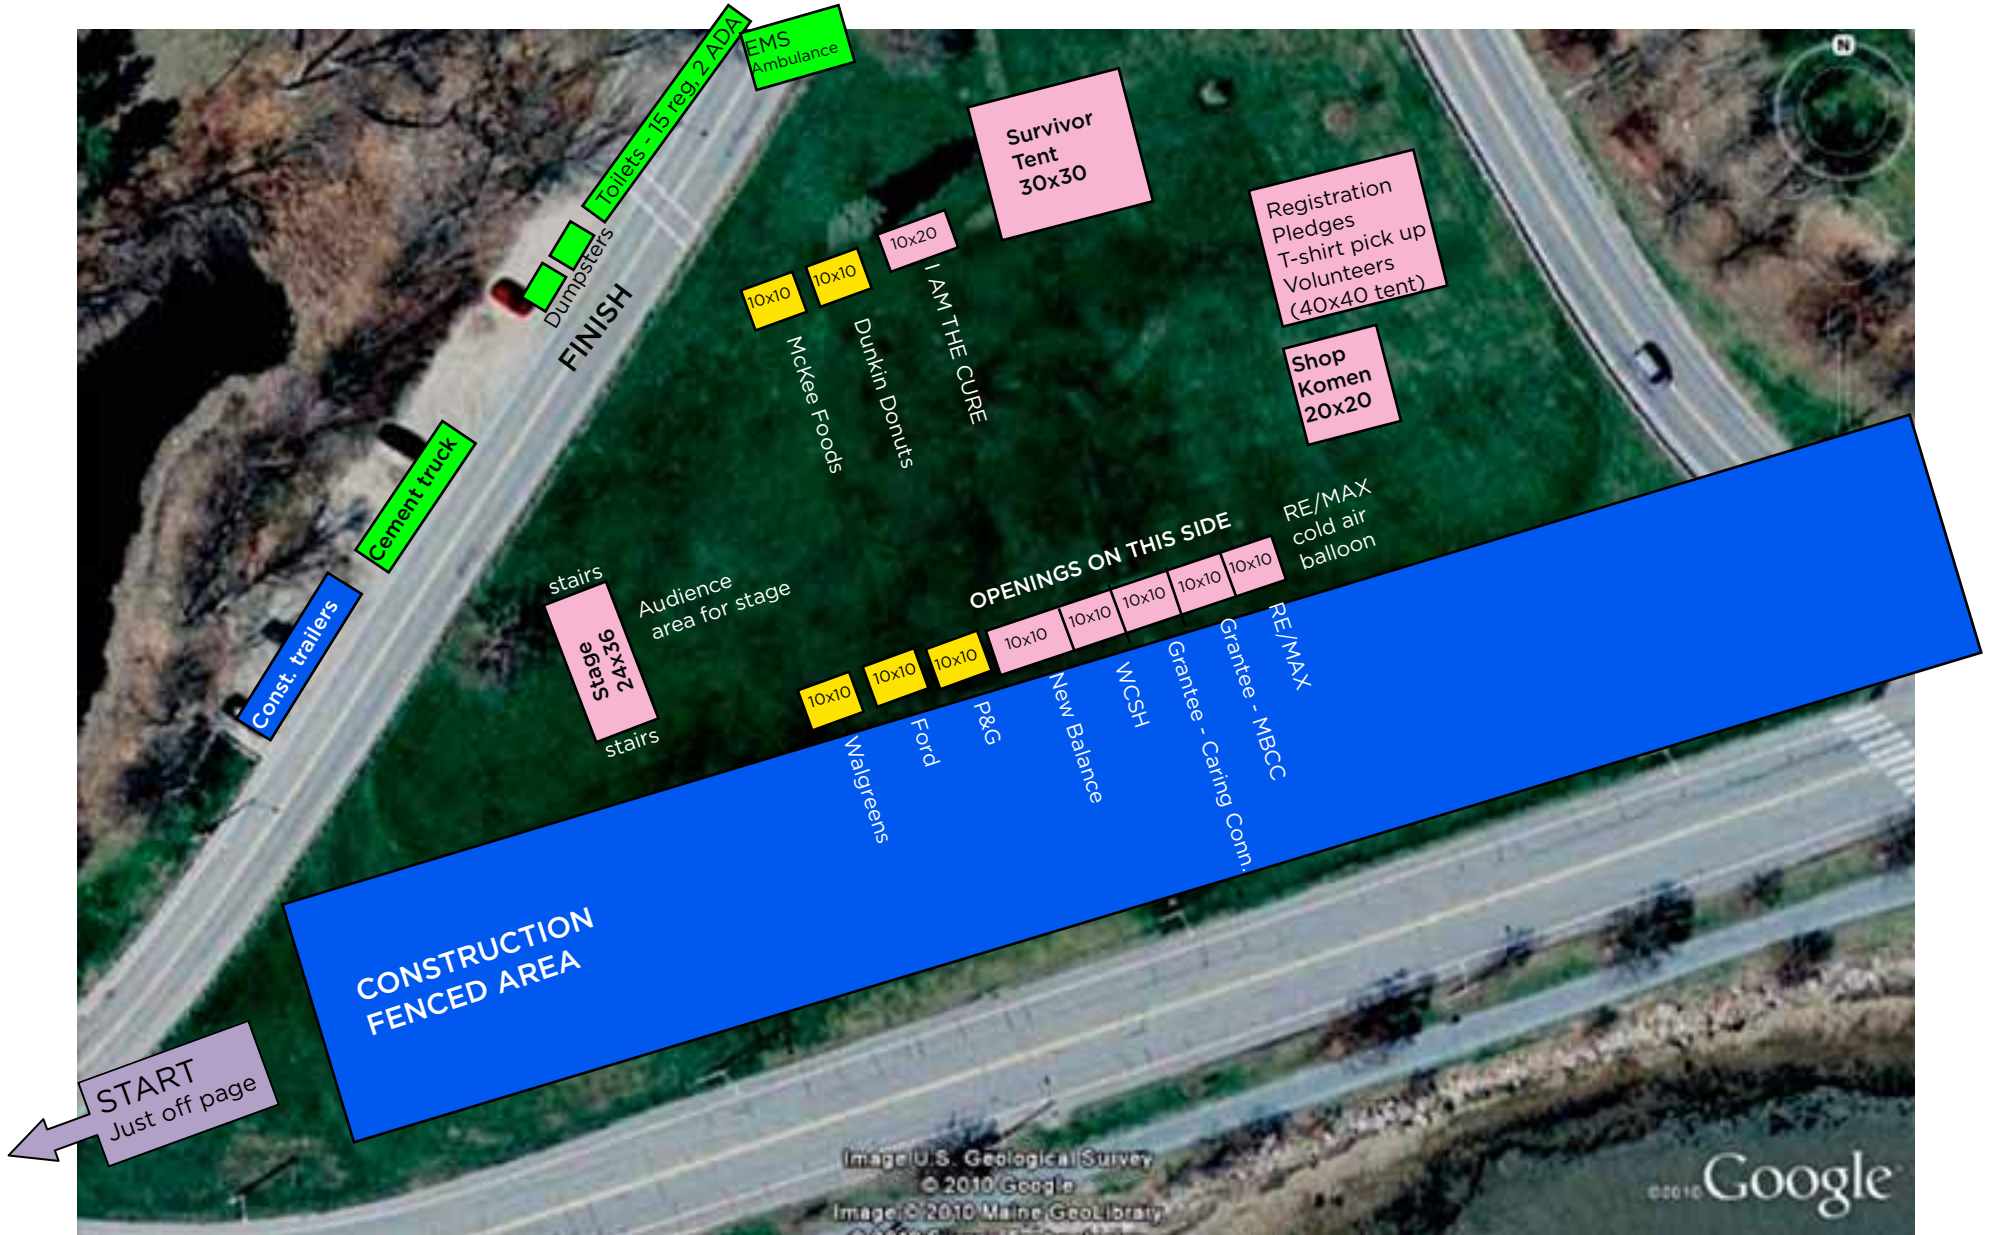 EMS
Ambulance
Toilets - 15 reg, 2 ADA
Dumpsters
FINISH
Cement truck
Const. trailers
N
Survivor
Tent
30x30
Registration
Pledges
T-shirt pick up
Volunteers
(40x40 tent)
Shop
Komen
20x20
10x10
10x10
10x20
McKee Foods
Dunkin Donuts
I AM THE CURE
stairs
Stage
24x36
stairs
Audience
area for stage
OPENINGS ON THIS SIDE
RE/MAX
cold air
balloon
10x10
10x10
10x10
10x10
10x10
10x10
10x10
10x10
Walgreens
Ford
P&G
New Balance
WCSH
Grantee - Caring Conn.
Grantee - MBCC
RE/MAX
CONSTRUCTION
FENCED AREA
START
Just off page
Image U.S. Geological Survey
© 2010 Google
Image © 2010 Maine GeoLibrary
©2010 Google